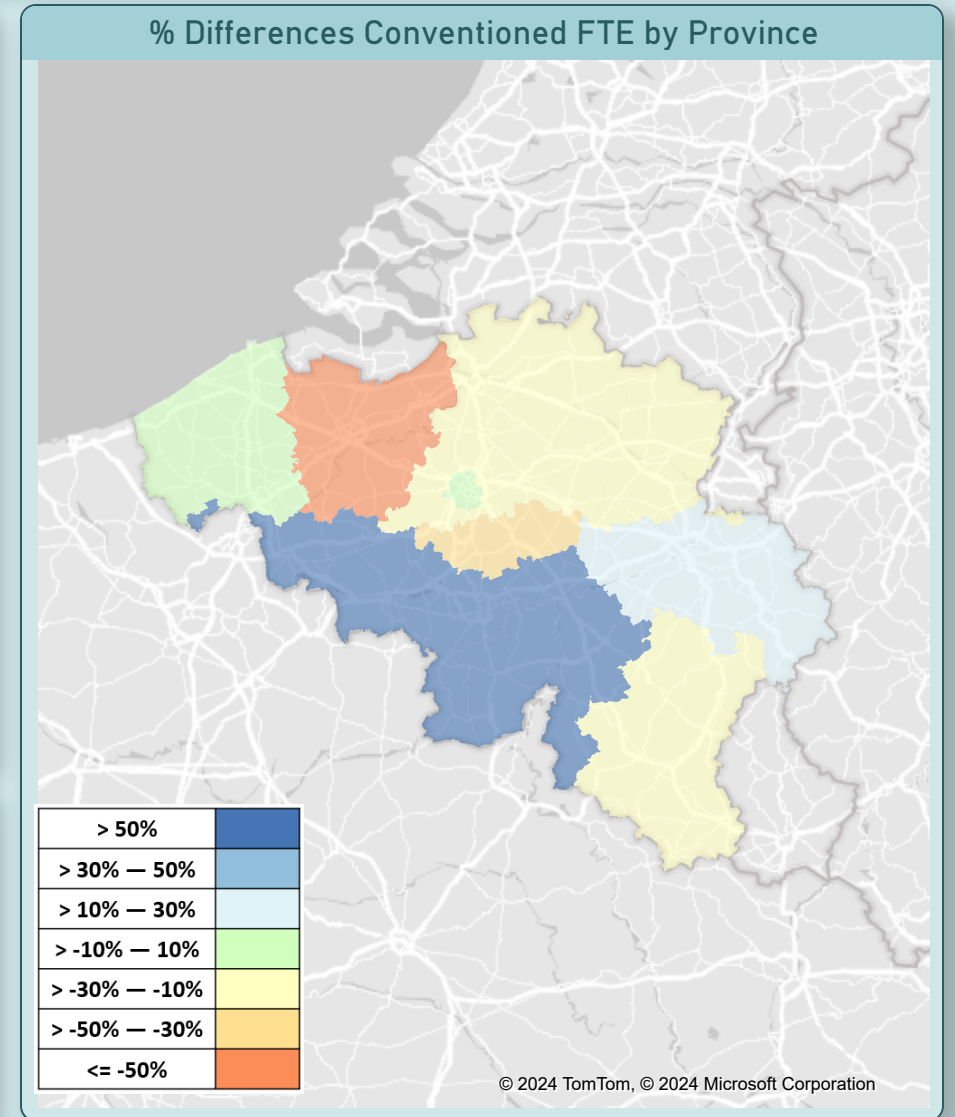 % Differences Conventioned FTE by Province
> 50%
> 30% — 50%
> 10% — 30%
> -10% — 10%
> -30% — -10%
> -50% — -30%
<= -50%
© 2024 TomTom, © 2024 Microsoft Corporation